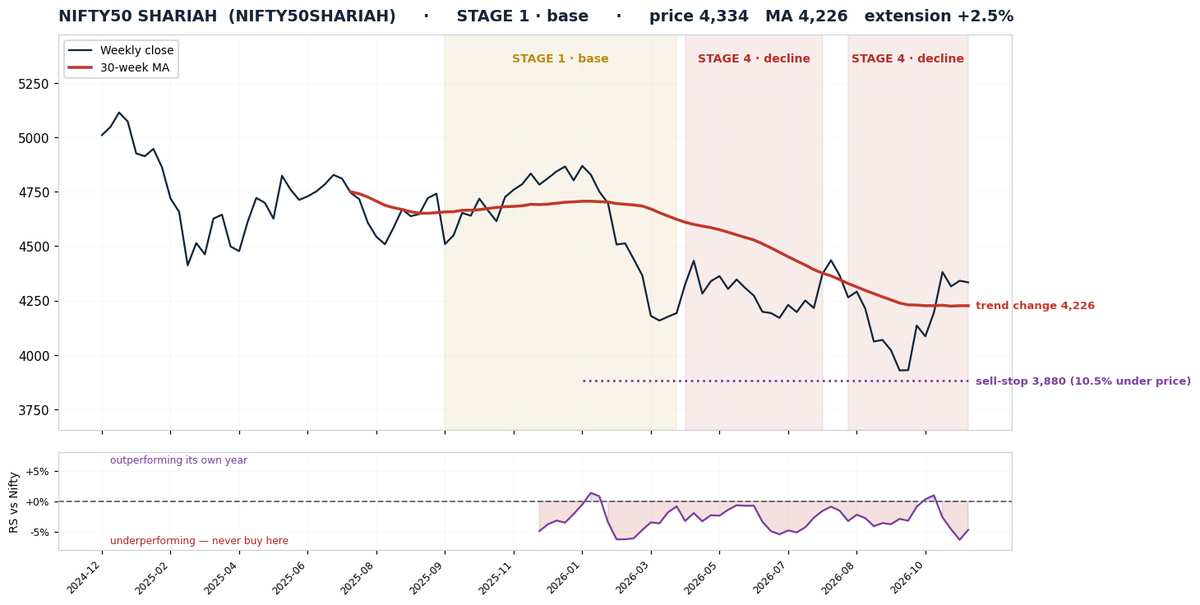 NIFTY50 SHARIAH (NIFTY50SHARIAH) · STAGE 1 · base · price 4,334 MA 4,226 extension +2.5%
Weekly close
30-week MA
STAGE 1 · base
STAGE 4 · decline
STAGE 4 · decline
5250
5000
4750
4500
4250
4000
3750
trend change 4,226
sell-stop 3,880 (10.5% under price)
RS vs Nifty
+5%
+0%
-5%
outperforming its own year
underperforming — never buy here
2024-12
2025-02
2025-04
2025-06
2025-08
2025-09
2025-11
2026-01
2026-03
2026-05
2026-07
2026-08
2026-10